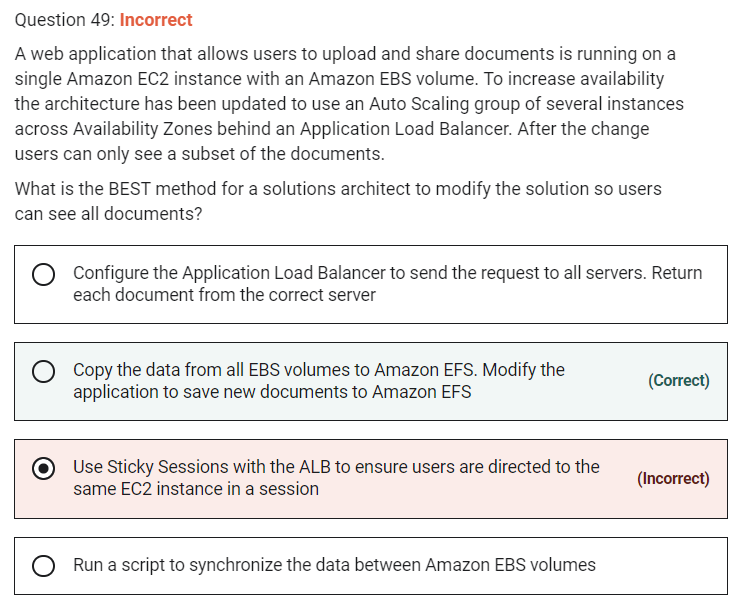 Question 49: Incorrect
A web application that allows users to upload and share documents is running on a
single Amazon EC2 instance with an Amazon EBS volume. To increase availability
the architecture has been updated to use an Auto Scaling group of several instances
across Availability Zones behind an Application Load Balancer. After the change
users can only see a subset of the documents.
What is the BEST method for a solutions architect to modify the solution so users
can see all documents?
Configure the Application Load Balancer to send the request to all servers. Return
each document from the correct server
Copy the data from all EBS volumes to Amazon EFS. Modify the
application to save new documents to Amazon EFS
(Correct)
Use Sticky Sessions with the ALB to ensure users are directed to the
same EC2 instance in a session
(Incorrect)
Run a script to synchronize the data between Amazon EBS volumes